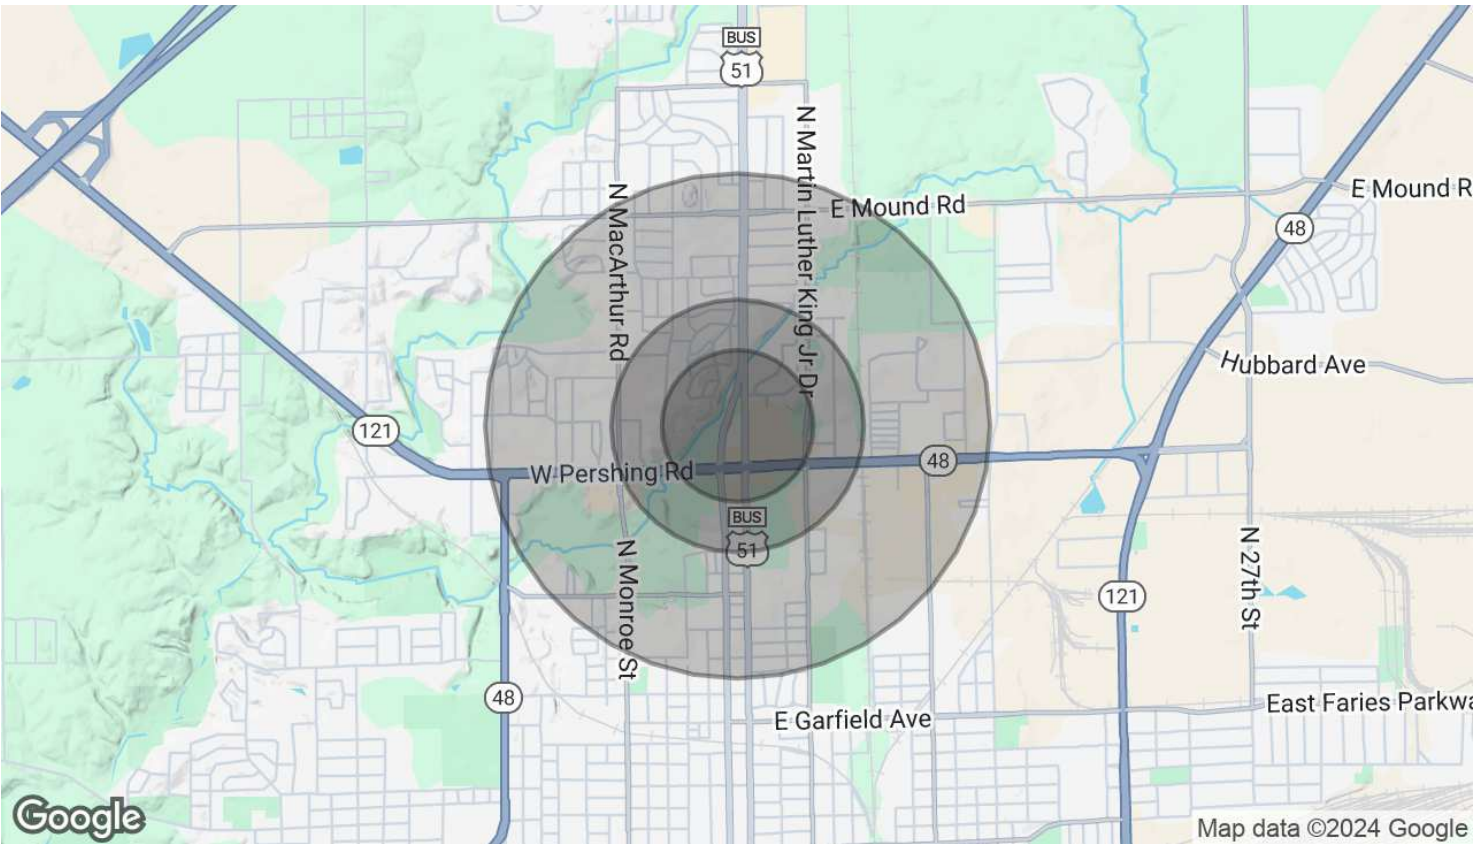 BUS
51
N Martin Luther King Jr Dr
E Mound Rd
E Mound R
48
N MacArthur Rd
Hubbard Ave
121
W Pershing Rd
48
BUS
51
N Monroe St
N 27th St
121
48
E Garfield Ave
East Faries Parkwa
Google
Map data ©2024 Google